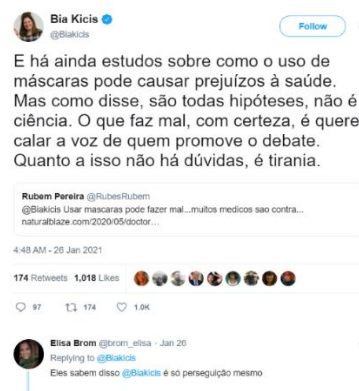 Bia Kicis
@Biakicis
Follow
E há ainda estudos sobre como o uso de
máscaras pode causar prejuízos à saúde.
Mas como disse, são todas hipóteses, não é
ciência. O que faz mal, com certeza, é quere
calar a voz de quem promove o debate.
Quanto a isso não há dúvidas, é tirania.
Rubem Pereira @RubesRubem
@Biakicis Usar mascaras pode fazer mal...muitos medicos sao contra...
naturalblaze.com/2020/05/doctor…
4:48 AM - 26 Jan 2021
174 Retweets 1,018 Likes
97 174 1.0K
Elisa Brom @brom_elisa · Jan 26
Replying to @Biakicis
Eles sabem disso @Biakicis é só perseguição mesmo